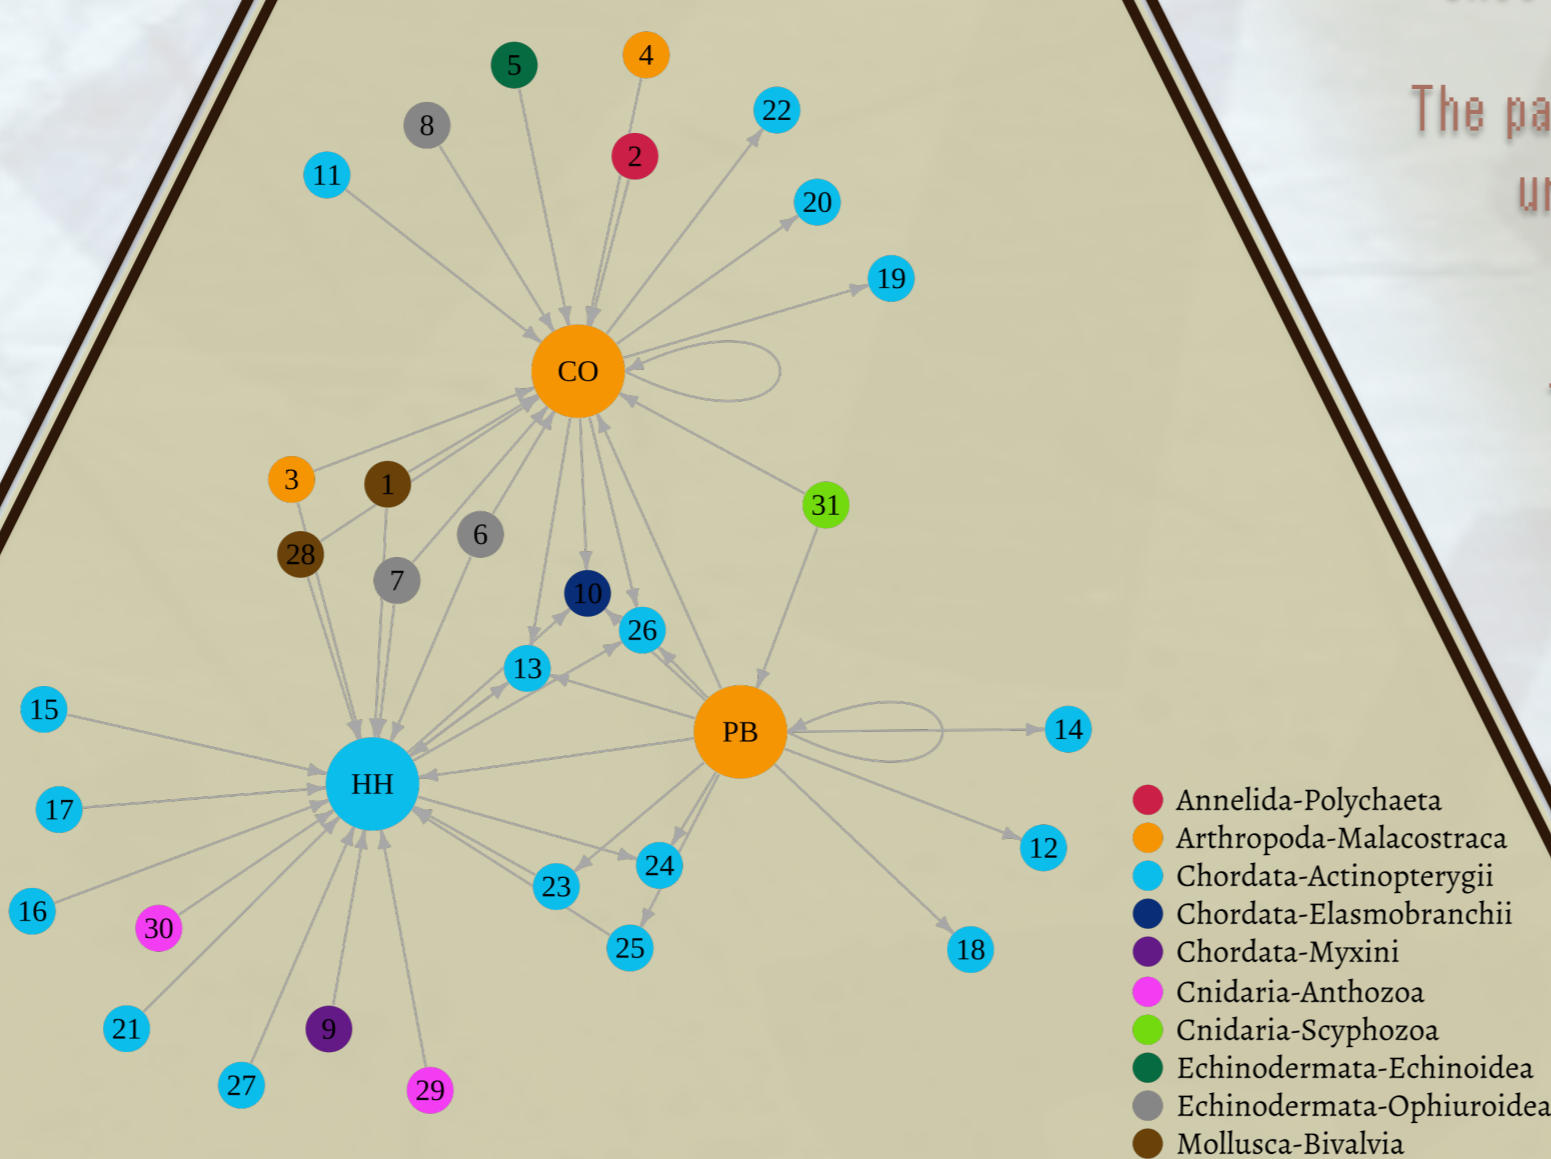 The
4
5
22
8
2
11
20
19
CO
3
1
31
6
28
7
10
26
13
15
PB
14
HH
17
12
24
23
16
30
25
18
21
9
27
29
Annelida-Polychaeta
Arthropoda-Malacostraca
Chordata-Actinopterygii
Chordata-Elasmobranchii
Chordata-Myxini
Cnidaria-Anthozoa
Cnidaria-Scyphozoa
Echinodermata-Echinoidea
Echinodermata-Ophiuroidea
Mollusca-Bivalvia